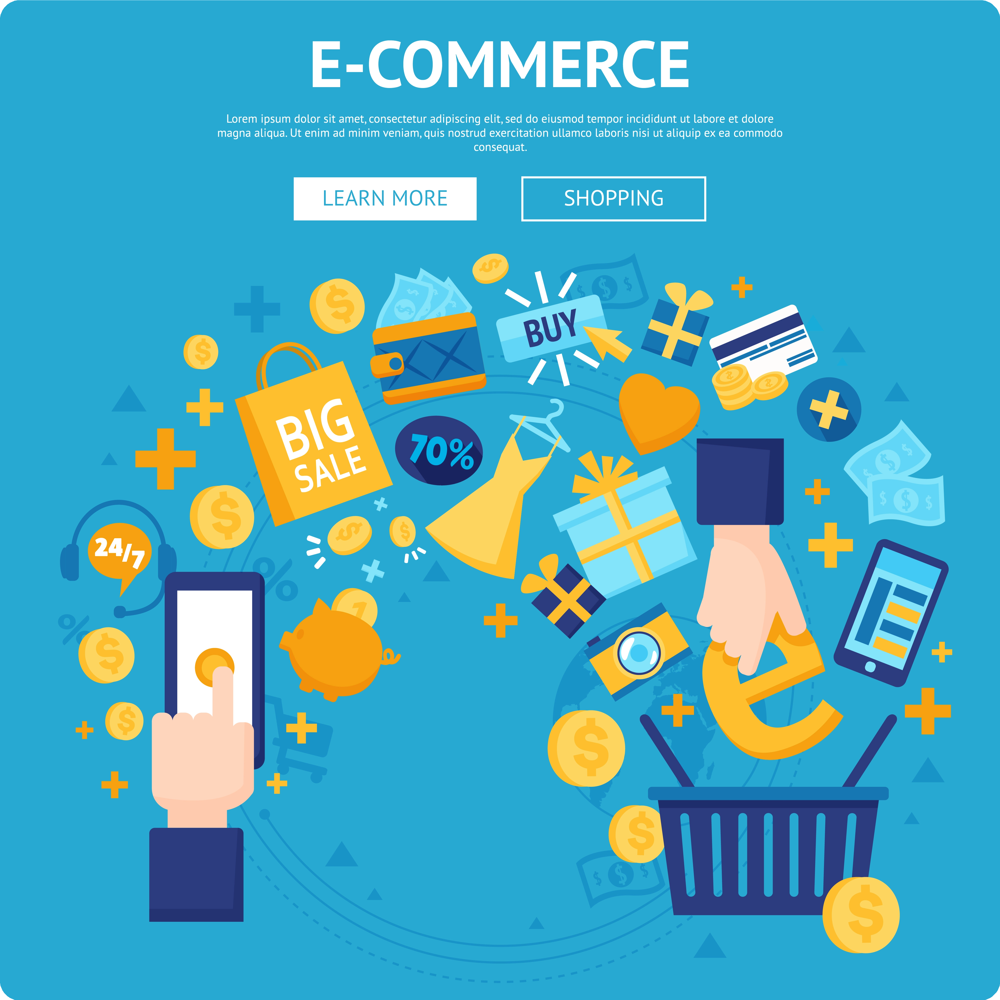 E-COMMERCE
Lorem ipsum dolor sit amet, consectetur adipiscing elit, sed do eiusmod tempor incididunt ut labore et dolore
magna aliqua. Ut enim ad minim veniam, quis nostrud exercitation ullamco laboris nisi ut aliquip ex ea commodo
consequat.
LEARN MORE
SHOPPING
BUY
BIG
SALE
70%
24/7
1
e